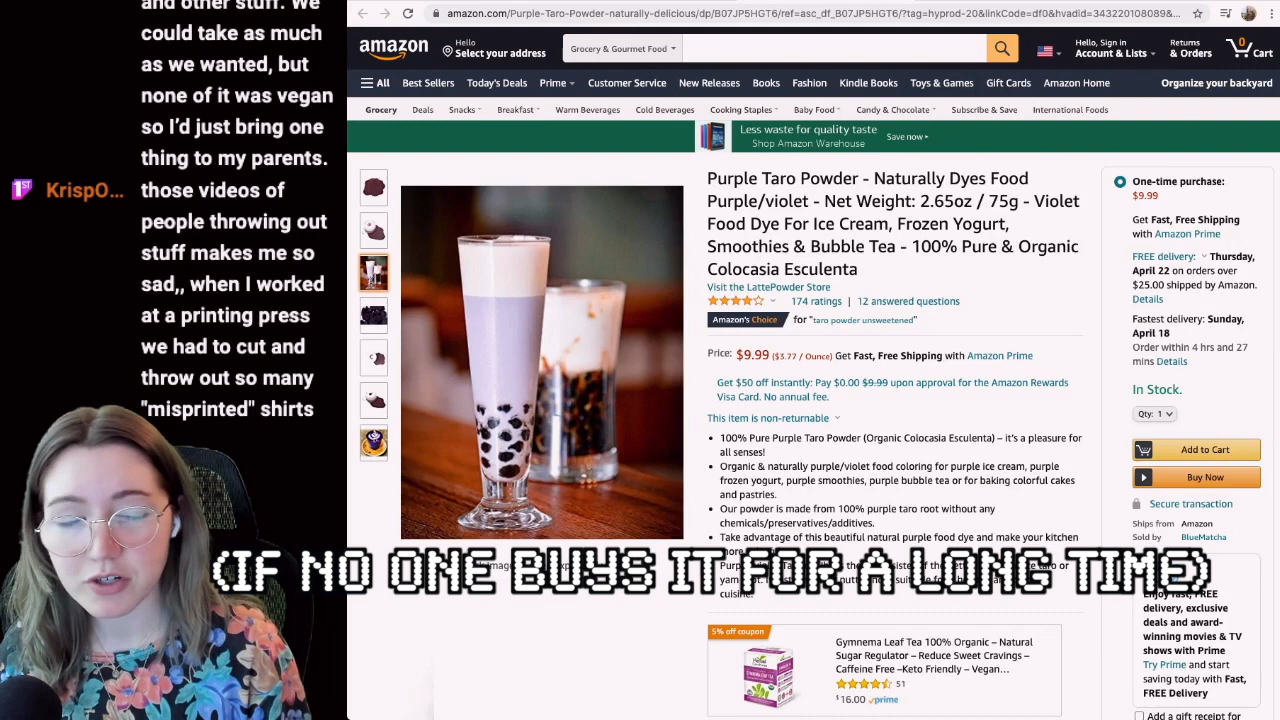 and other stuff. We
could take as much
as we wanted, but
none of it was vegan
so I'd just bring one
thing to my parents.
1ST KrispO... those videos of
people throwing out
stuff makes me so
sad,, when I worked
at a printing press
we had to cut and
throw out so many
"misprinted" shirts
amazon.com/Purple-Taro-Powder-naturally-delicious/dp/B07JP5HGT6/ref=asc_df_B07JP5HGT6/?tag=hyprod-20&linkCode=df0&hvadid=343220108089&...
amazon
Hello
Select your address
Grocery & Gourmet Food
Hello, Sign in
Account & Lists
Returns
& Orders
0
Cart
All Best Sellers Today's Deals Prime Customer Service New Releases Books Fashion Kindle Books Toys & Games Gift Cards Amazon Home Organize your backyard
Grocery Deals Snacks Breakfast Warm Beverages Cold Beverages Cooking Staples Baby Food Candy & Chocolate Subscribe & Save International Foods
Less waste for quality taste
Shop Amazon Warehouse
Save now
Purple Taro Powder - Naturally Dyes Food
Purple/violet - Net Weight: 2.65oz / 75g - Violet
Food Dye For Ice Cream, Frozen Yogurt,
Smoothies & Bubble Tea - 100% Pure & Organic
Colocasia Esculenta
Visit the LattePowder Store
174 ratings | 12 answered questions
Amazon's Choice for "taro powder unsweetened"
Price: $9.99 ($3.77 / Ounce) Get Fast, Free Shipping with Amazon Prime
Get $50 off instantly: Pay $0.00 $9.99 upon approval for the Amazon Rewards
Visa Card. No annual fee.
This item is non-returnable
• 100% Pure Purple Taro Powder (Organic Colocasia Esculenta) – it's a pleasure for
all senses!
• Organic & naturally purple/violet food coloring for purple ice cream, purple
frozen yogurt, purple smoothies, purple bubble tea or for baking colorful cakes
and pastries.
• Our powder is made from 100% purple taro root without any
chemicals/preservatives/additives.
• Take advantage of this beautiful natural purple food dye and make your kitchen
(IF NO ONE BUYS IT FOR A LONG TIME)
cuisine.
5% off coupon
Gymnema Leaf Tea 100% Organic – Natural
Sugar Regulator – Reduce Sweet Cravings –
Caffeine Free –Keto Friendly – Vegan...
51
$16.00 prime
One-time purchase:
$9.99
Get Fast, Free Shipping
with Amazon Prime
FREE delivery: Thursday,
April 22 on orders over
$25.00 shipped by Amazon.
Details
Fastest delivery: Sunday,
April 18
Order within 4 hrs and 27
mins Details
In Stock.
Qty: 1
Add to Cart
Buy Now
Secure transaction
Ships from Amazon
Sold by BlueMatcha
Enjoy fast, FREE
delivery, exclusive
deals and award-
winning movies & TV
shows with Prime
Try Prime and start
saving today with Fast,
FREE Delivery
Add a gift receipt for